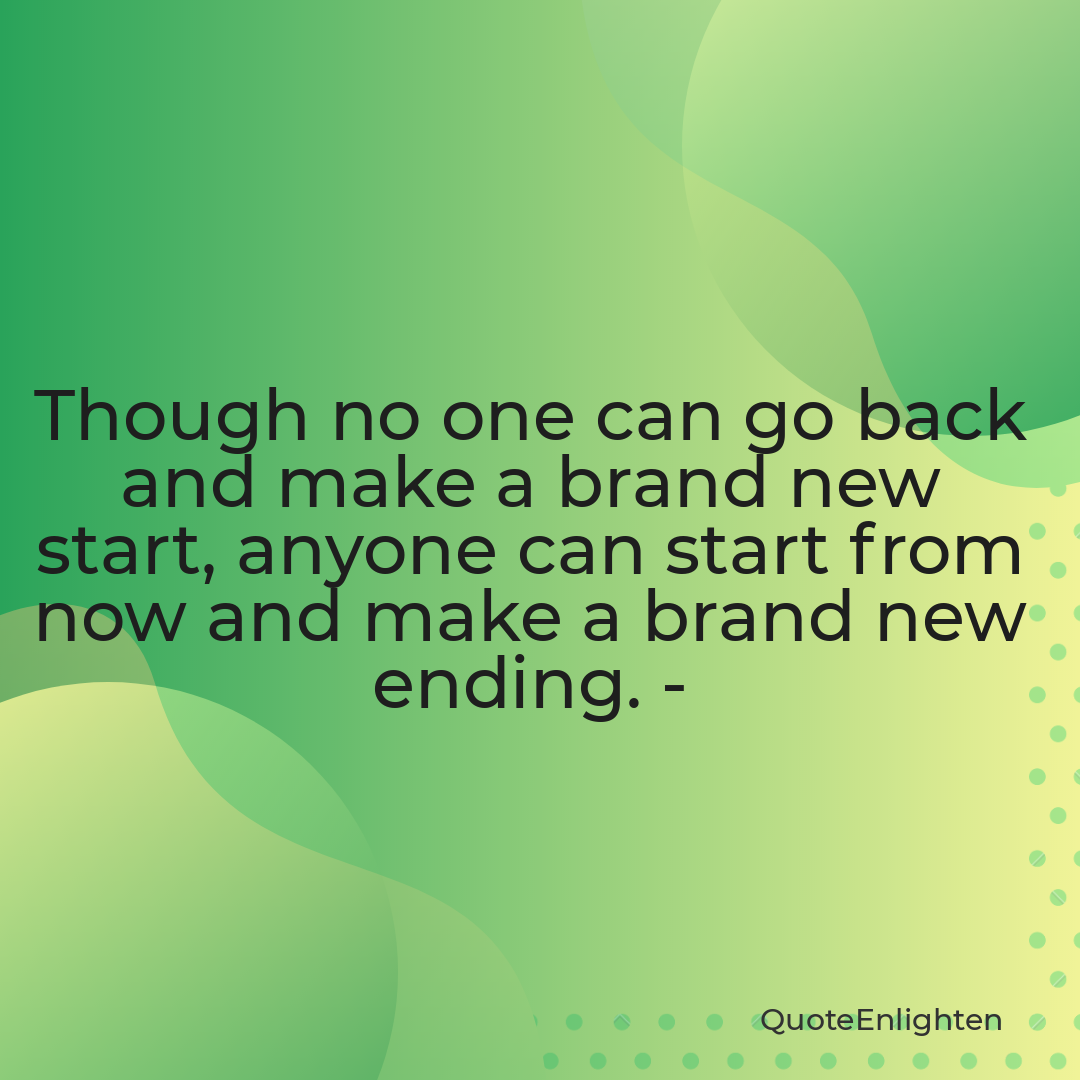 Though no one can go back
and make a brand new
start, anyone can start from
now and make a brand new
ending. -
QuoteEnlighten